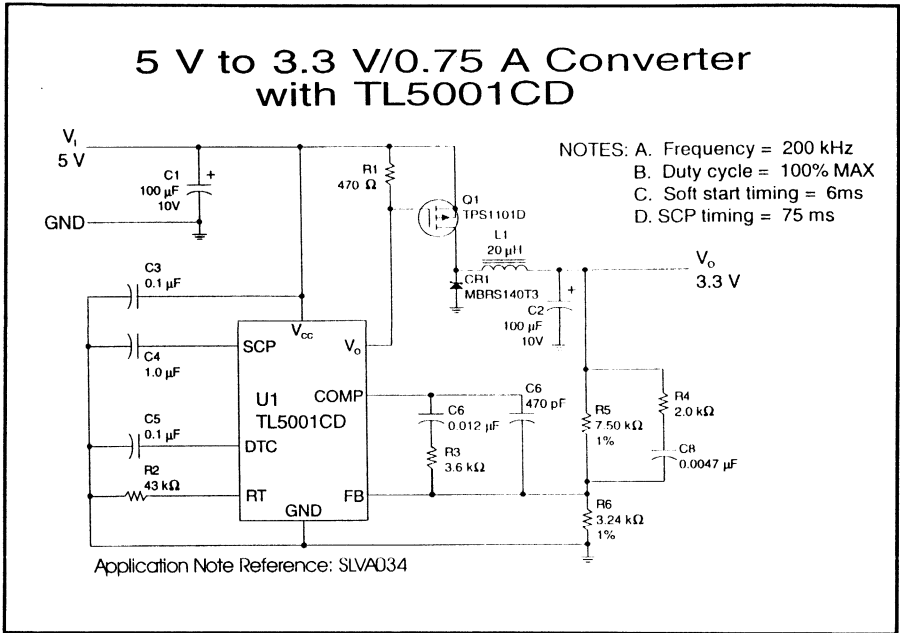 5 V to 3.3 V/0.75 A Converter
with TL5001CD
V_I
5 V
GND
C1
100 µF
10V
+
R1
470 Ω
Q1
TPS1101D
L1
20 µH
CR1
MBRS140T3
+
C2
100 µF
10V
V_O
3.3 V
NOTES: A. Frequency = 200 kHz
B. Duty cycle = 100% MAX
C. Soft start timing = 6ms
D. SCP timing = 75 ms
C3
0.1 µF
C4
1.0 µF
C5
0.1 µF
R2
43 kΩ
V_CC
SCP
V_O
U1
TL5001CD
COMP
DTC
RT
FB
GND
C6
0.012 µF
R3
3.6 kΩ
C6
470 pF
R5
7.50 kΩ
1%
R4
2.0 kΩ
C8
0.0047 µF
R6
3.24 kΩ
1%
Application Note Reference: SLVA034